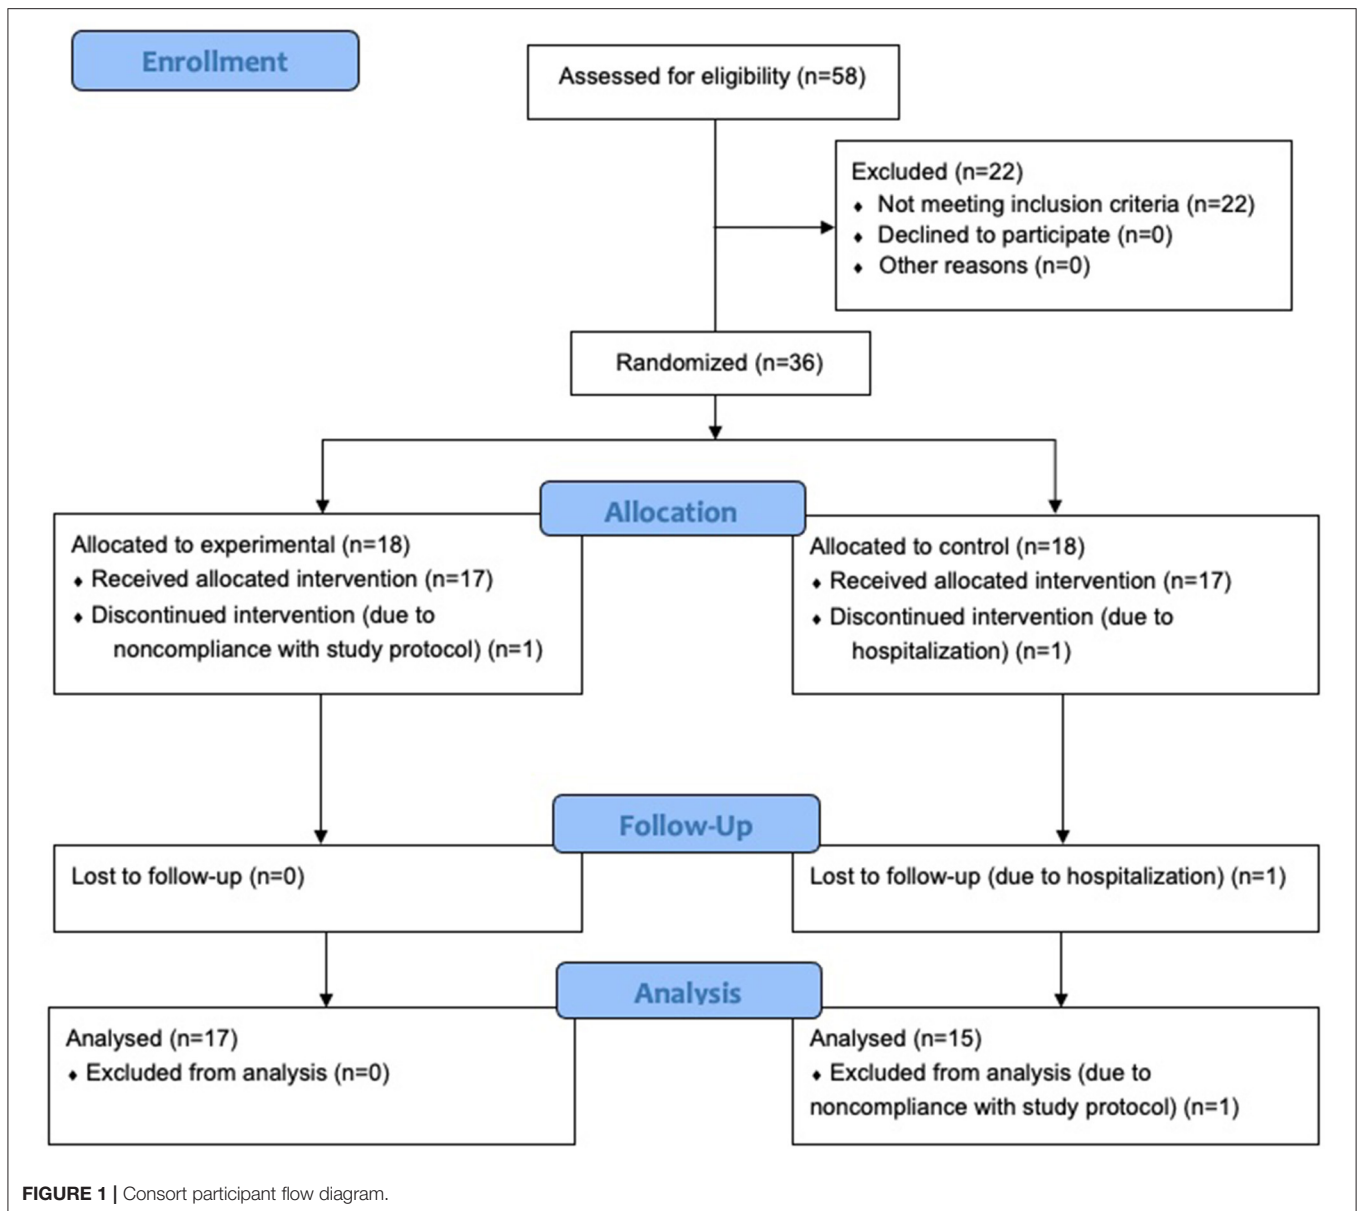 Enrollment
Assessed for eligibility (n=58)
Excluded (n=22)
♦ Not meeting inclusion criteria (n=22)
♦ Declined to participate (n=0)
♦ Other reasons (n=0)
Randomized (n=36)
Allocation
Allocated to experimental (n=18)
♦ Received allocated intervention (n=17)
♦ Discontinued intervention (due to
noncompliance with study protocol) (n=1)
Allocated to control (n=18)
♦ Received allocated intervention (n=17)
♦ Discontinued intervention (due to
hospitalization) (n=1)
Follow-Up
Lost to follow-up (n=0)
Lost to follow-up (due to hospitalization) (n=1)
Analysis
Analysed (n=17)
♦ Excluded from analysis (n=0)
Analysed (n=15)
♦ Excluded from analysis (due to
noncompliance with study protocol) (n=1)
FIGURE 1 | Consort participant flow diagram.